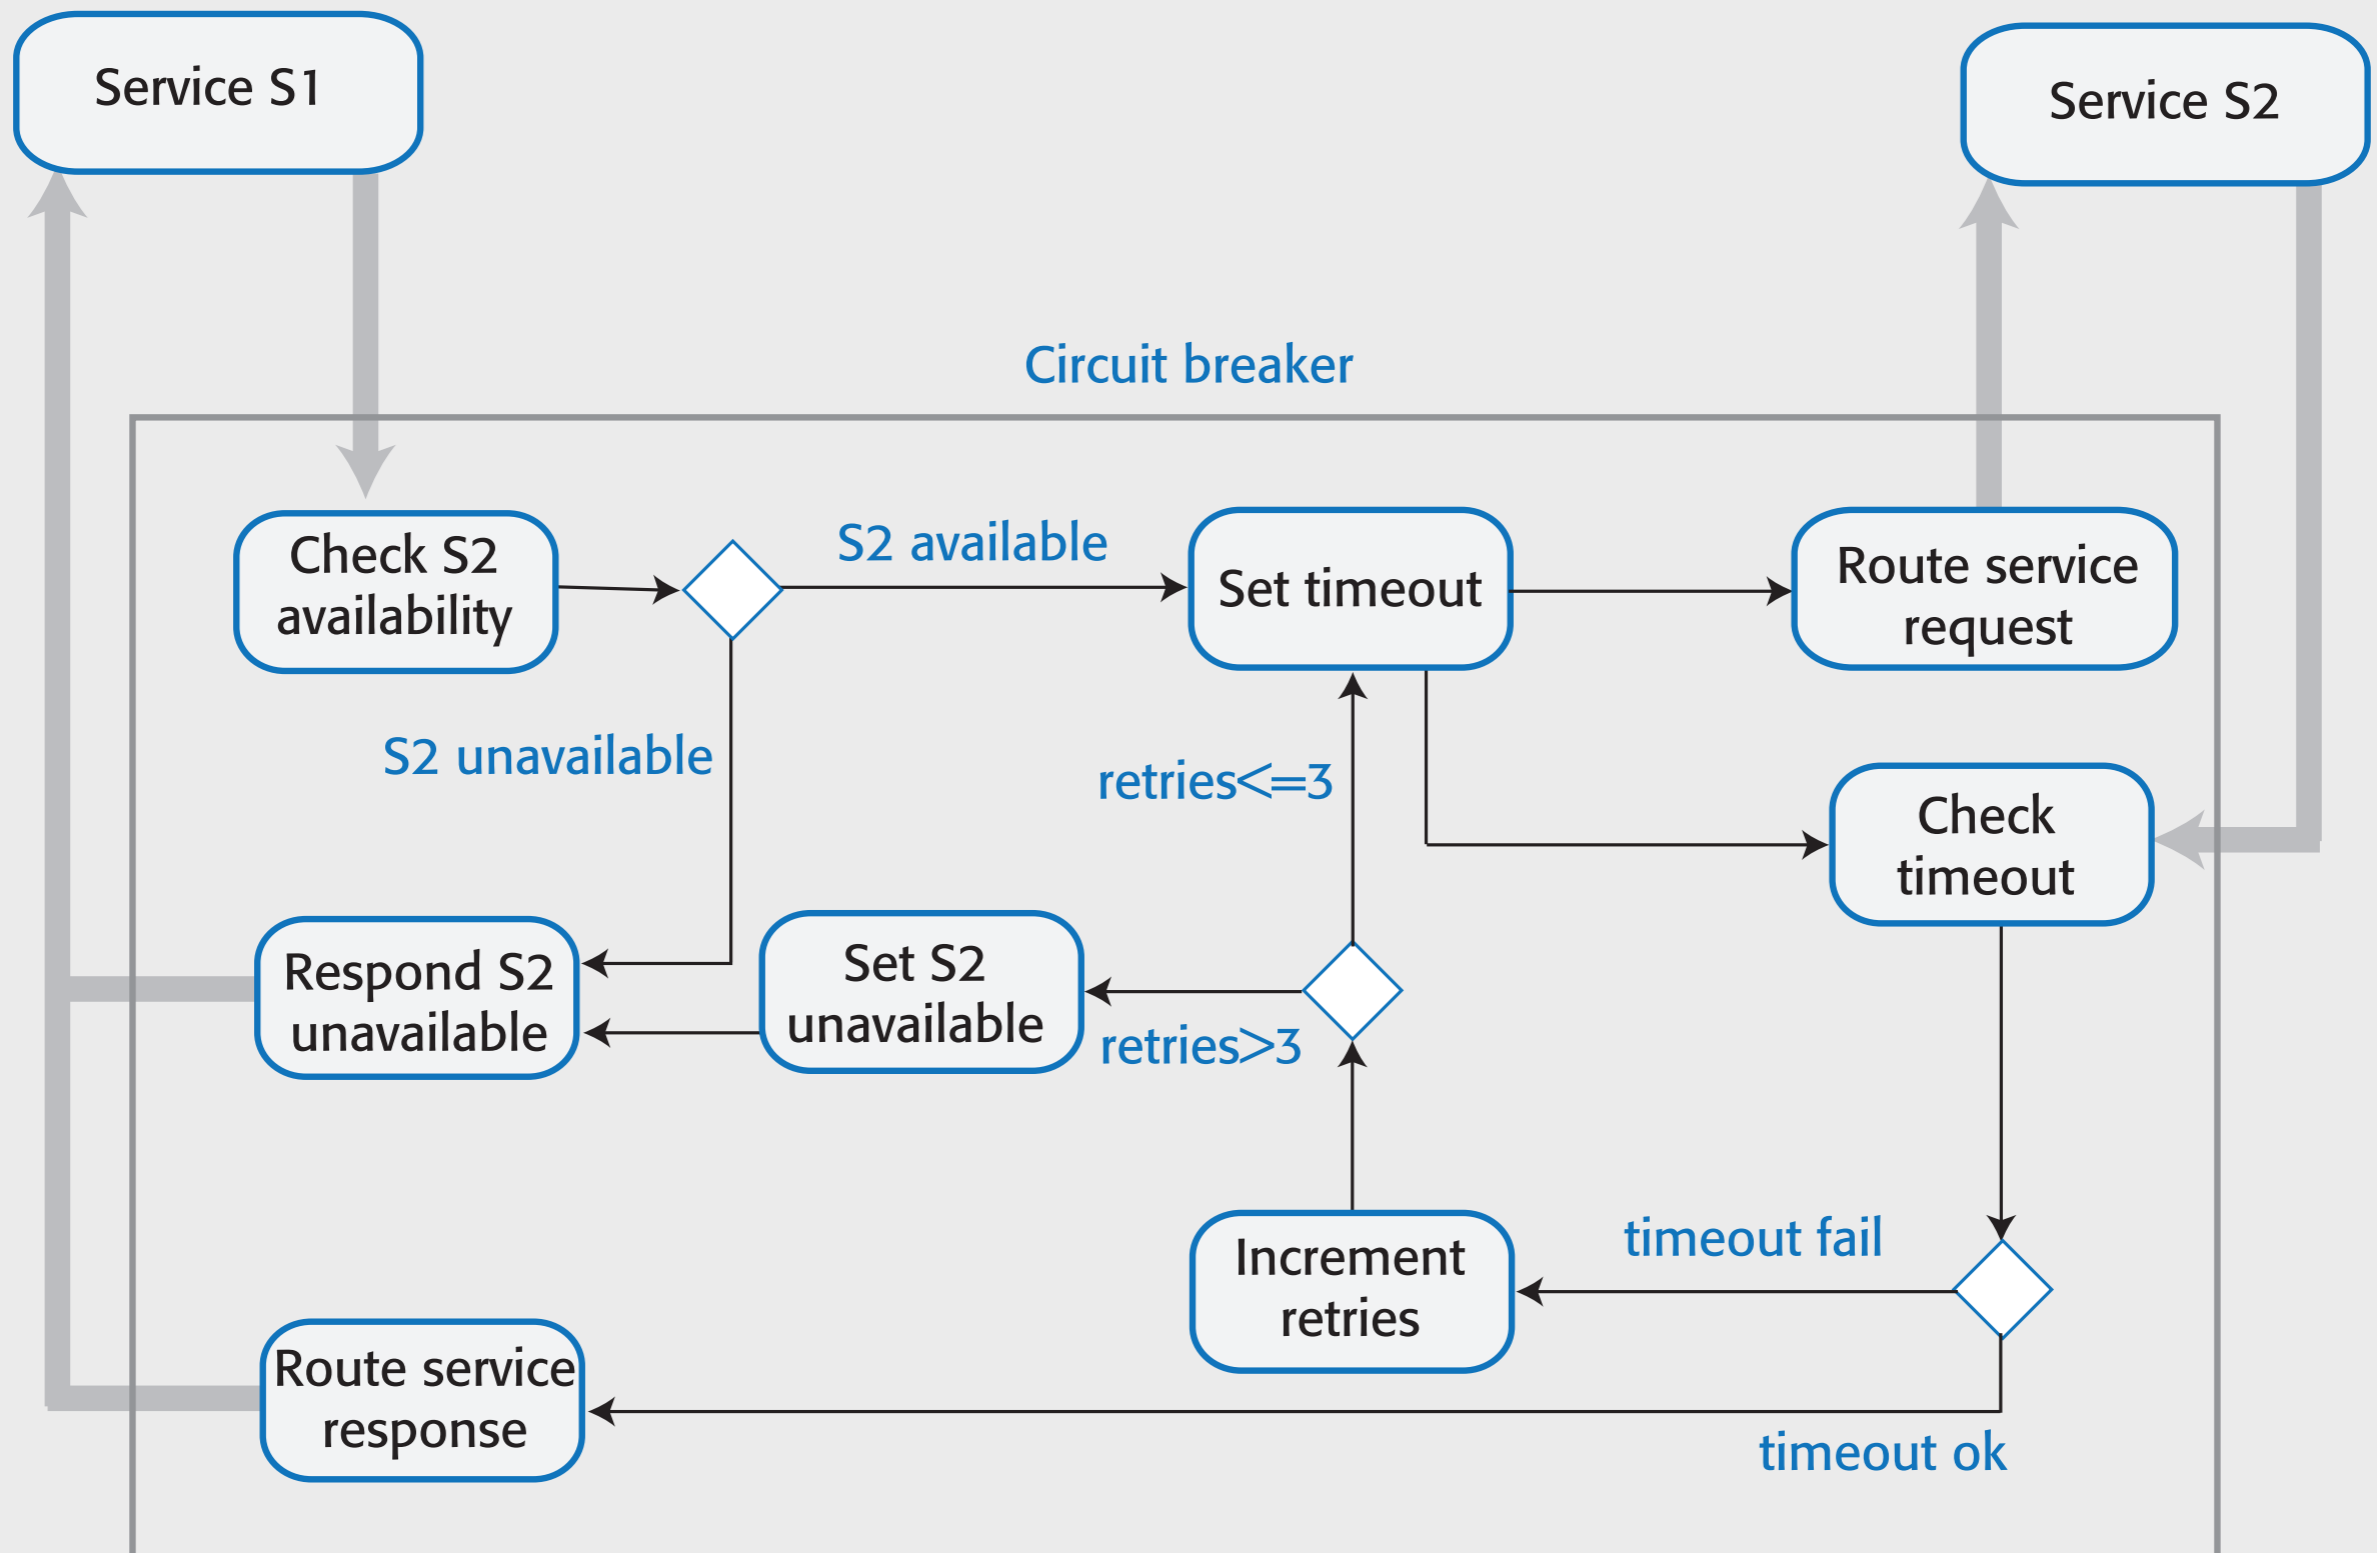 Service S1
Service S2
Circuit breaker
Check S2
availability
S2 available
Set timeout
Route service
request
S2 unavailable
retries<=3
Check
timeout
Respond S2
unavailable
Set S2
unavailable
retries>3
Increment
retries
timeout fail
Route service
response
timeout ok